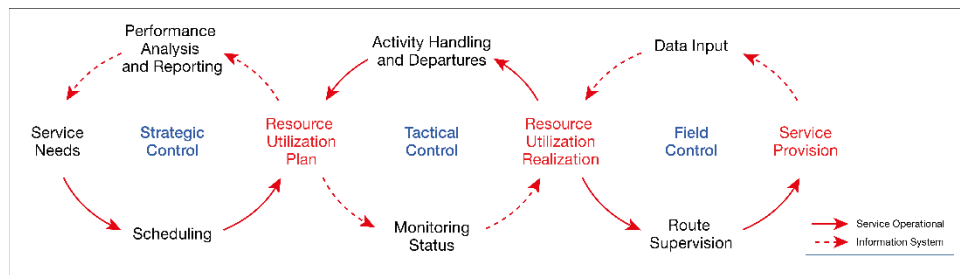 Performance
Analysis
and Reporting
Activity Handling
and Departures
Data Input
Service
Needs
Strategic
Control
Resource
Utilization
Plan
Tactical
Control
Resource
Utilization
Realization
Field
Control
Service
Provision
Scheduling
Monitoring
Status
Route
Supervision
Service Operational
Information System